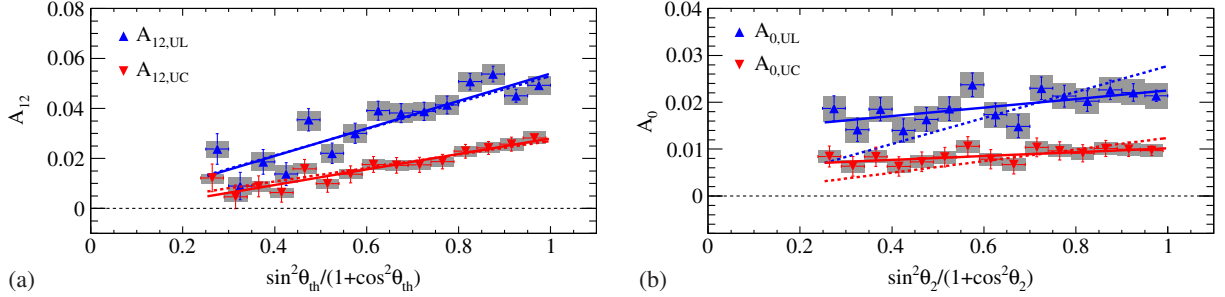 0.08
0.06
0.04
0.02
0
A₁₂
A₁₂,UL
A₁₂,UC
0 0.2 0.4 0.6 0.8 1
(a) sin²θ_th/(1+cos²θ_th)
0.04
0.03
0.02
0.01
0
A₀
A₀,UL
A₀,UC
0 0.2 0.4 0.6 0.8 1
(b) sin²θ₂/(1+cos²θ₂)